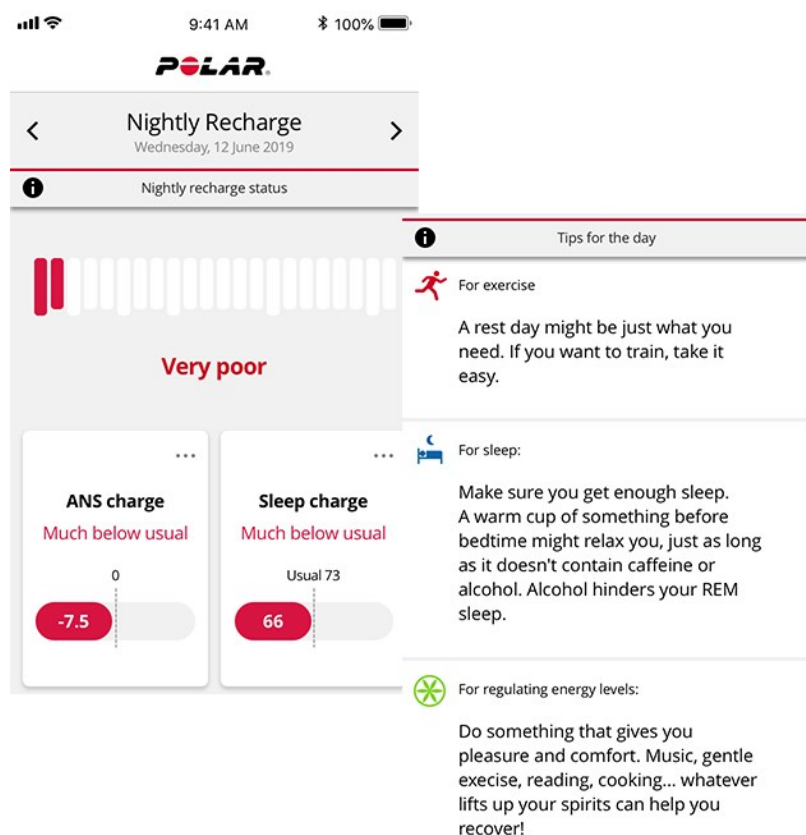 9:41 AM
100%
POLAR.
Nightly Recharge
Wednesday, 12 June 2019
Nightly recharge status
Very poor
ANS charge
Much below usual
0
-7.5
Sleep charge
Much below usual
Usual 73
66
Tips for the day
For exercise
A rest day might be just what you
need. If you want to train, take it
easy.
For sleep:
Make sure you get enough sleep.
A warm cup of something before
bedtime might relax you, just as long
as it doesn't contain caffeine or
alcohol. Alcohol hinders your REM
sleep.
For regulating energy levels:
Do something that gives you
pleasure and comfort. Music, gentle
execise, reading, cooking... whatever
lifts up your spirits can help you
recover!